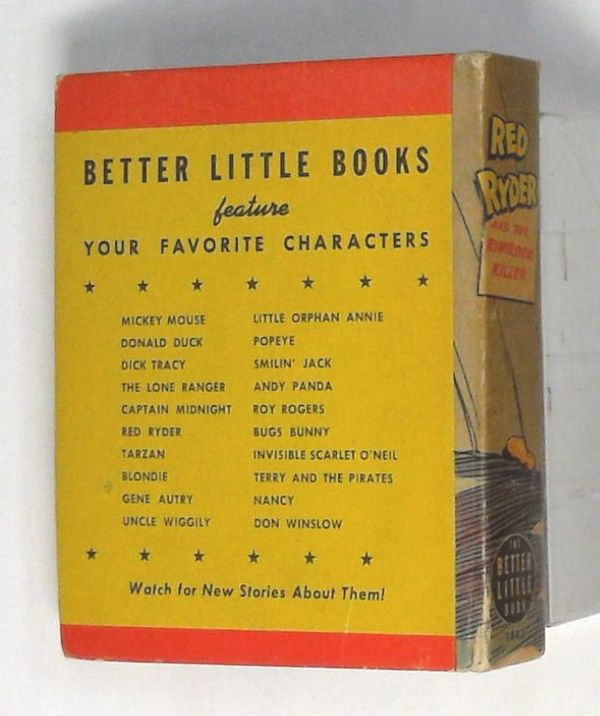 BETTER LITTLE BOOKS
feature
YOUR FAVORITE CHARACTERS
MICKEY MOUSE
DONALD DUCK
DICK TRACY
THE LONE RANGER
CAPTAIN MIDNIGHT
RED RYDER
TARZAN
BLONDIE
GENE AUTRY
UNCLE WIGGILY
LITTLE ORPHAN ANNIE
POPEYE
SMILIN' JACK
ANDY PANDA
ROY ROGERS
BUGS BUNNY
INVISIBLE SCARLET O'NEIL
TERRY AND THE PIRATES
NANCY
DON WINSLOW
Watch for New Stories About Them!
RED
RYDER
AND THE
RIMROCK
KILLER
THE
BETTER
LITTLE
BOOK